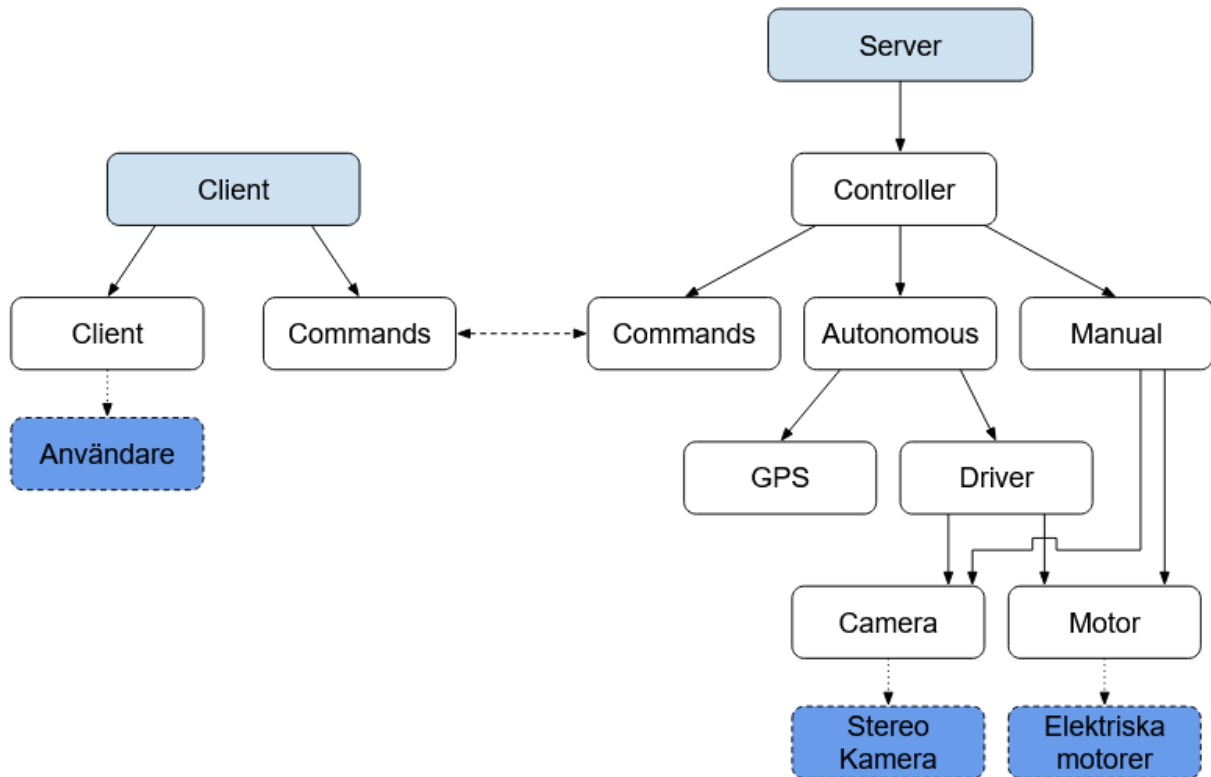 Server
Client
Controller
Client
Commands
Commands
Autonomous
Manual
Användare
GPS
Driver
Camera
Motor
Stereo
Kamera
Elektriska
motorer